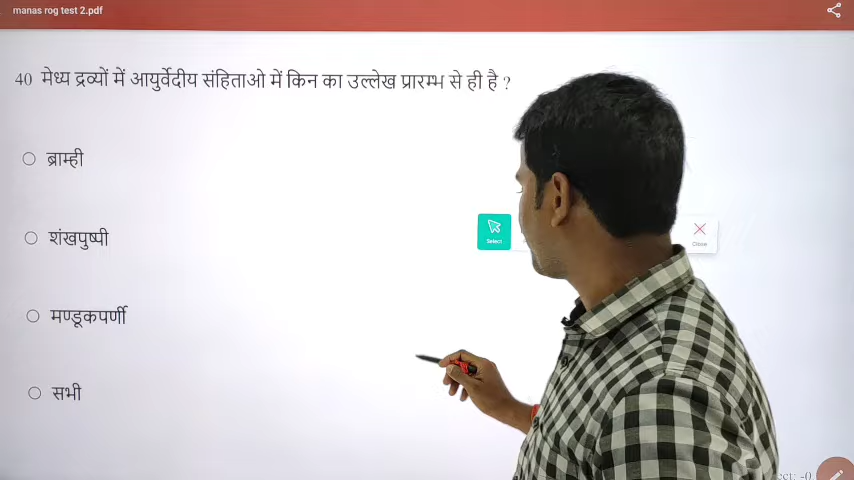 manas rog test 2.pdf
40 मेध्य द्रव्यों में आयुर्वेदीय संहिताओ में किन का उल्लेख प्रारम्भ से ही है ?
ब्राम्ही
शंखपुष्पी
मण्डूकपर्णी
सभी
Select
Close